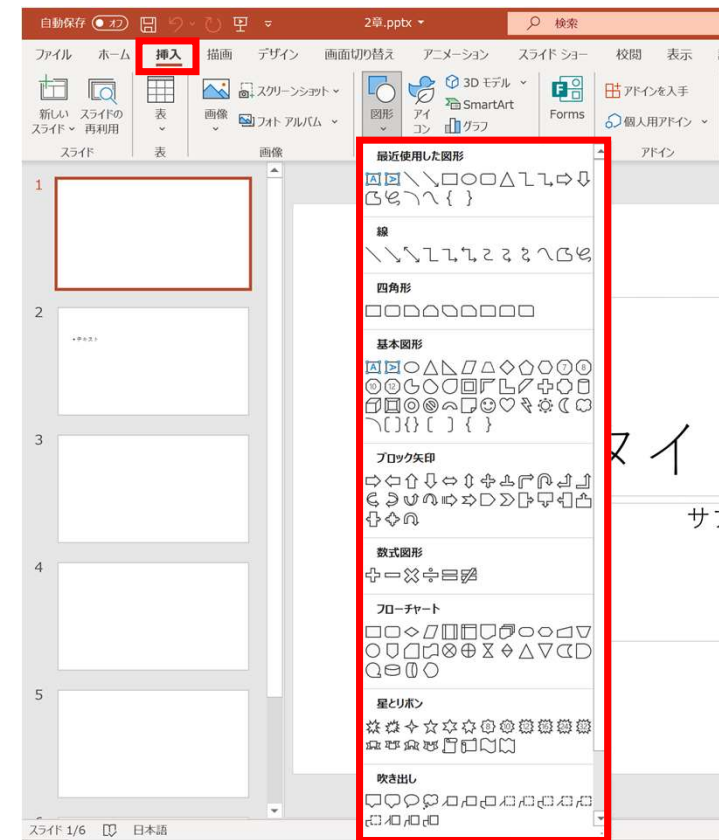 自動保存 オフ 2章.pptx 検索
ファイル ホーム 挿入 描画 デザイン 画面切り替え アニメーション スライド ショー 校閲 表示
新しいスライド スライドの再利用 表 画像 スクリーンショット フォト アルバム 図形 アイコン 3D モデル SmartArt グラフ Forms アドインを入手 個人用アドイン
スライド 表 画像 アドイン
最近使用した図形
線
四角形
基本図形
ブロック矢印
数式図形
フローチャート
星とリボン
吹き出し
1
2
3
4
5
タイ
サブ
スライド 1/6 日本語